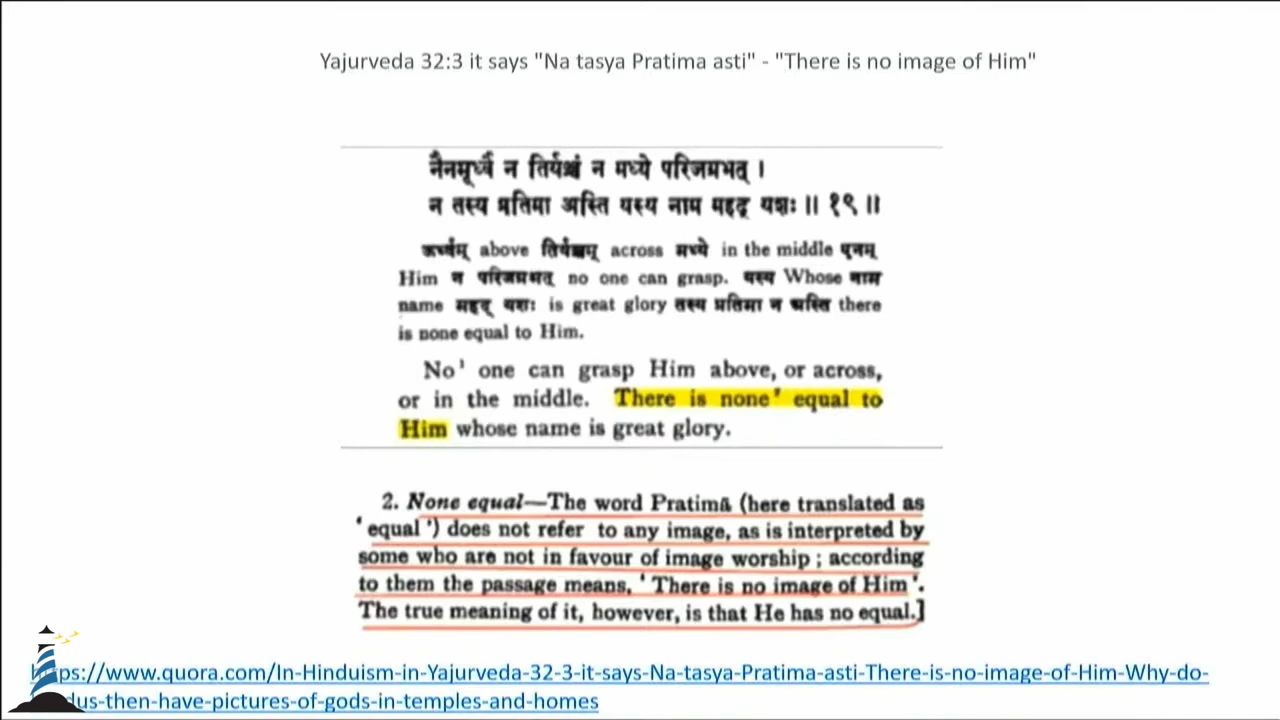 Yajurveda 32:3 it says "Na tasya Pratima asti" - "There is no image of Him"
नैनमूर्ध्वं न तिर्यञ्चं न मध्ये परिजग्रभत् ।
न तस्य प्रतिमा अस्ति यस्य नाम महद्व यशः ॥ १९ ॥
ऊर्ध्वम् above तिर्यञ्चम् across मध्ये in the middle एनम्
Him न परिजग्रभत् no one can grasp. यस्य Whose नाम
name महद् यशः is great glory तस्य प्रतिमा न अस्ति there
is none equal to Him.
No¹ one can grasp Him above, or across,
or in the middle. There is none² equal to
Him whose name is great glory.
2. None equal—The word Pratimā (here translated as
'equal') does not refer to any image, as is interpreted by
some who are not in favour of image worship; according
to them the passage means, 'There is no image of Him'.
The true meaning of it, however, is that He has no equal.]
ps://www.quora.com/In-Hinduism-in-Yajurveda-32-3-it-says-Na-tasya-Pratima-asti-There-is-no-image-of-Him-Why-do-
dus-then-have-pictures-of-gods-in-temples-and-homes